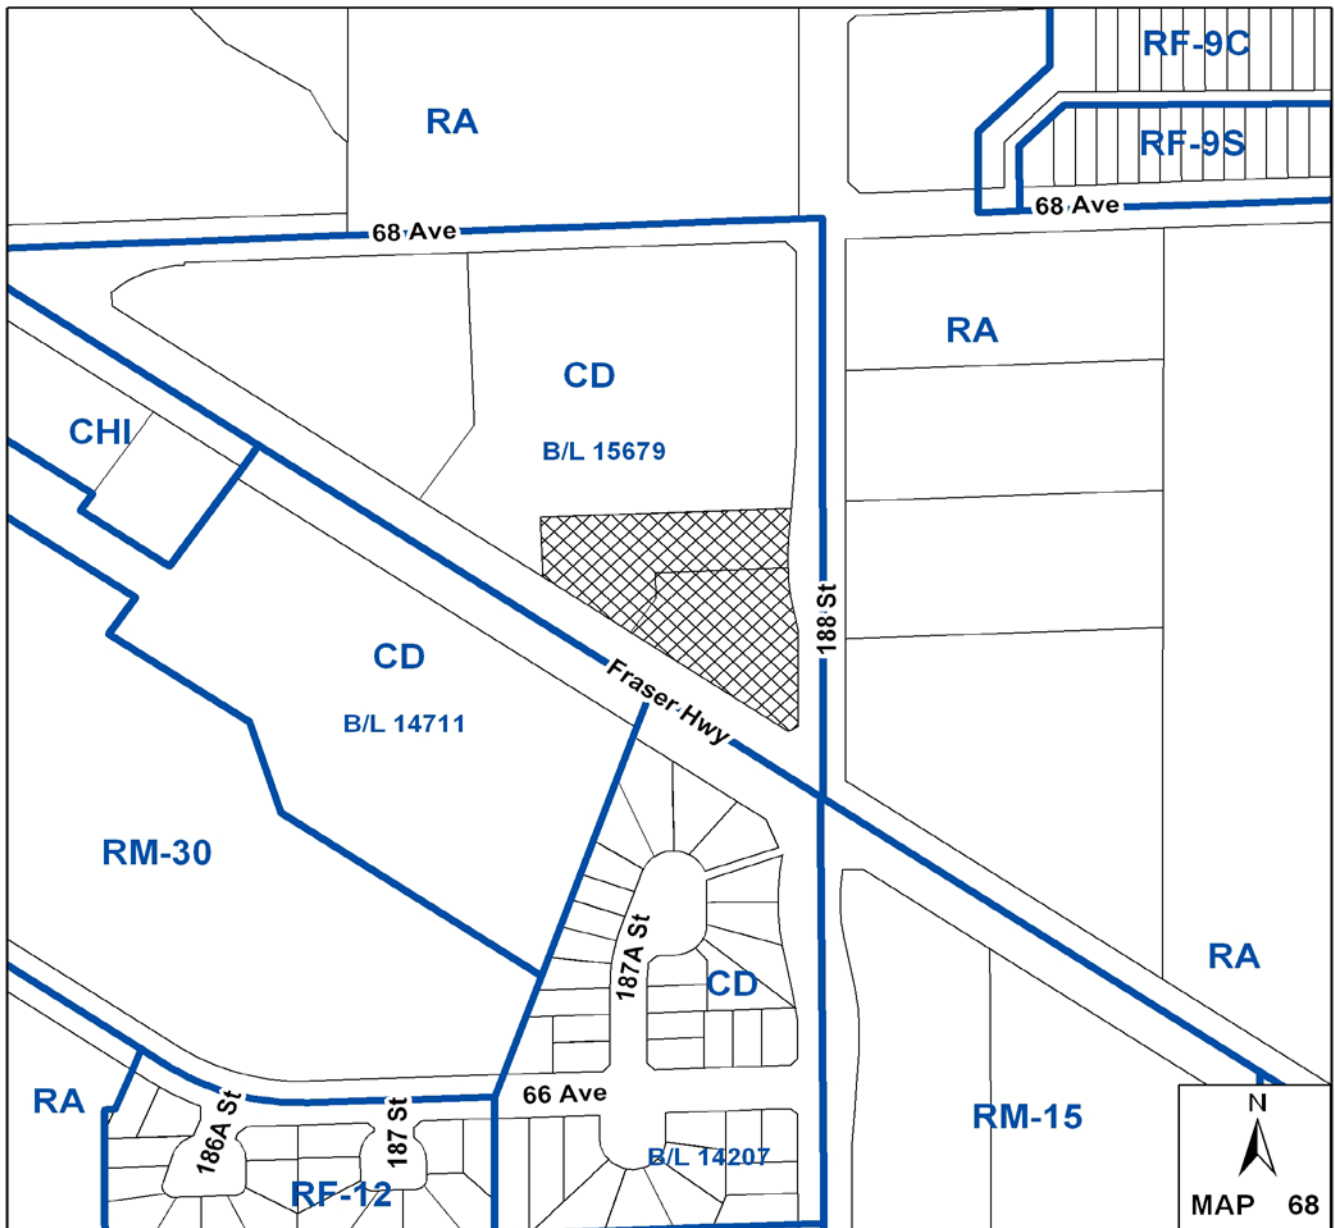 RF-9C
RA
RF-9S
68 Ave
68 Ave
RA
CD
CHI
B/L 15679
188 St
CD
Fraser Hwy
B/L 14711
RM-30
187A St
RA
CD
66 Ave
RA
RM-15
N
186A St
187 St
B/L 14207
RF-12
MAP 68